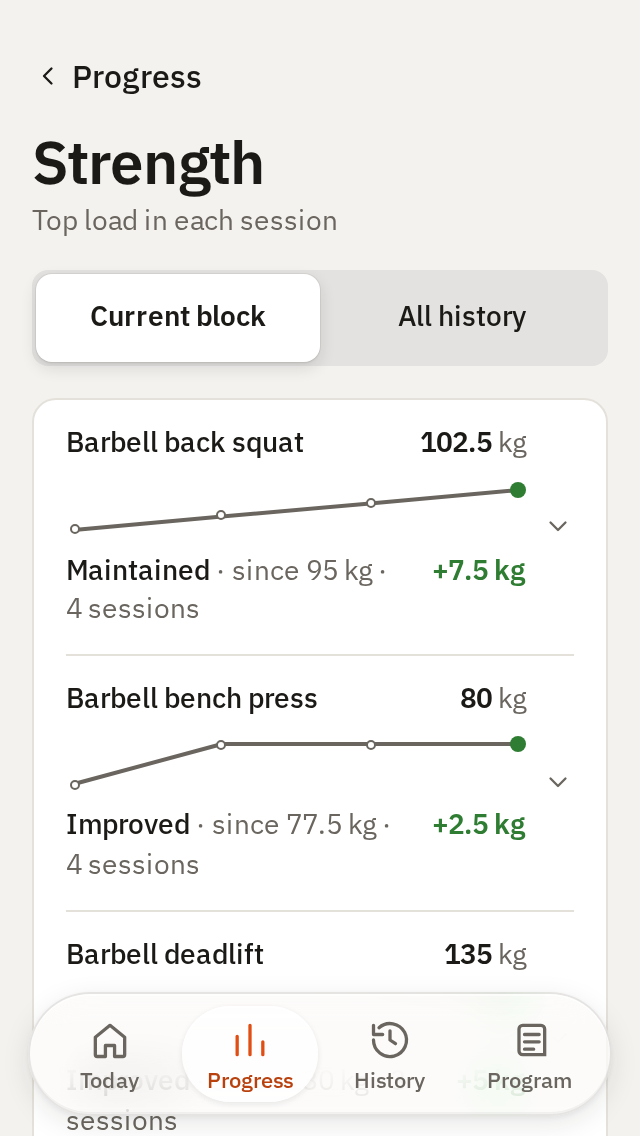 Progress
Strength
Top load in each session
Current block
All history
Barbell back squat
102.5 kg
Maintained · since 95 kg ·
4 sessions
+7.5 kg
Barbell bench press
80 kg
Improved · since 77.5 kg ·
4 sessions
+2.5 kg
Barbell deadlift
135 kg
Today
Progress
History
Program
sessions